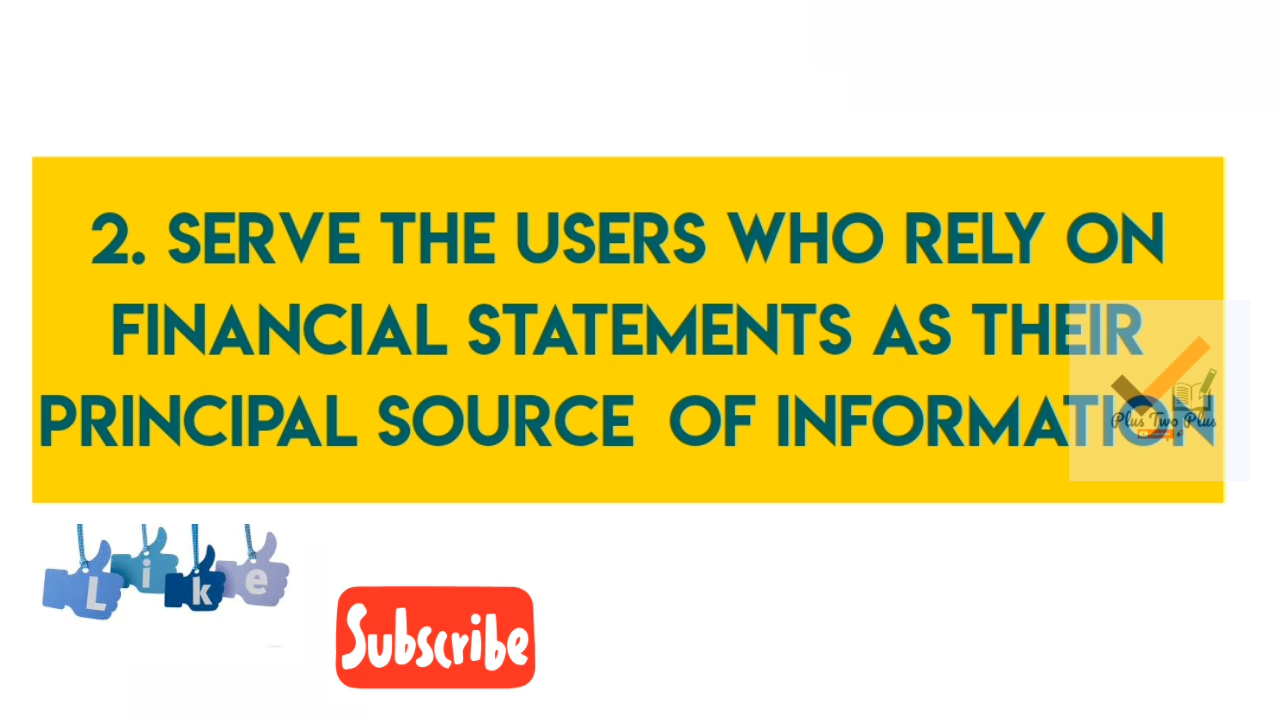 2. SERVE THE USERS WHO RELY ON
FINANCIAL STATEMENTS AS THEIR
PRINCIPAL SOURCE OF INFORMATION
Plus Two Plus
Like
Subscribe